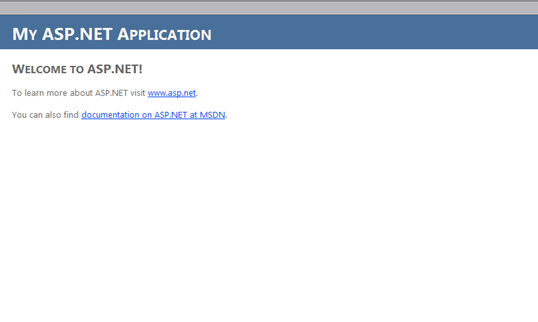 My ASP.NET Application
Welcome to ASP.NET!
To learn more about ASP.NET visit www.asp.net.
You can also find documentation on ASP.NET at MSDN.